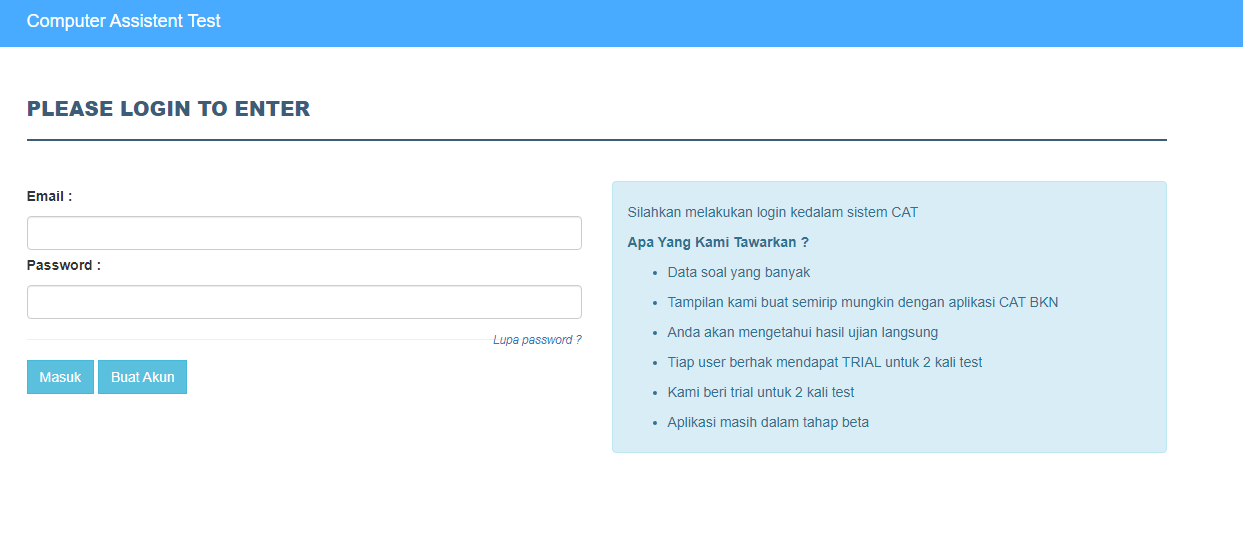 Computer Assistent Test
PLEASE LOGIN TO ENTER
Email :
Password :
Lupa password ?
Masuk
Buat Akun
Silahkan melakukan login kedalam sistem CAT
Apa Yang Kami Tawarkan ?
Data soal yang banyak
Tampilan kami buat semirip mungkin dengan aplikasi CAT BKN
Anda akan mengetahui hasil ujian langsung
Tiap user berhak mendapat TRIAL untuk 2 kali test
Kami beri trial untuk 2 kali test
Aplikasi masih dalam tahap beta